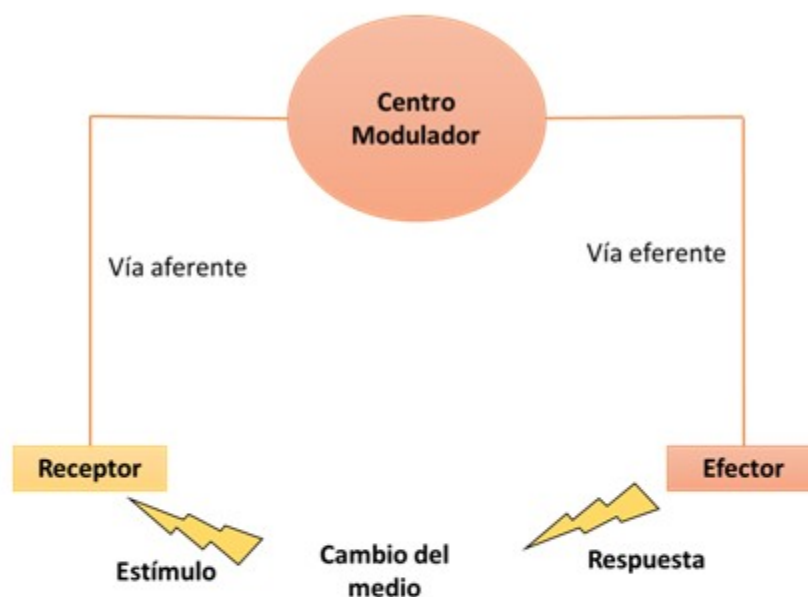 Centro
Modulador
Vía aferente
Vía eferente
Receptor
Efector
Estímulo
Cambio del
medio
Respuesta